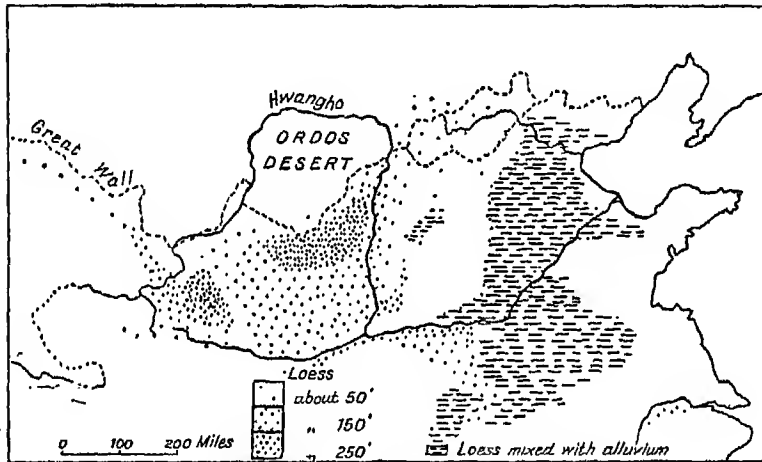 Hwangho
ORDOS
DESERT
Great Wall
Loess
about 50'
„ 150'
„ 250'
0 100 200 Miles
Loess mixed with alluvium